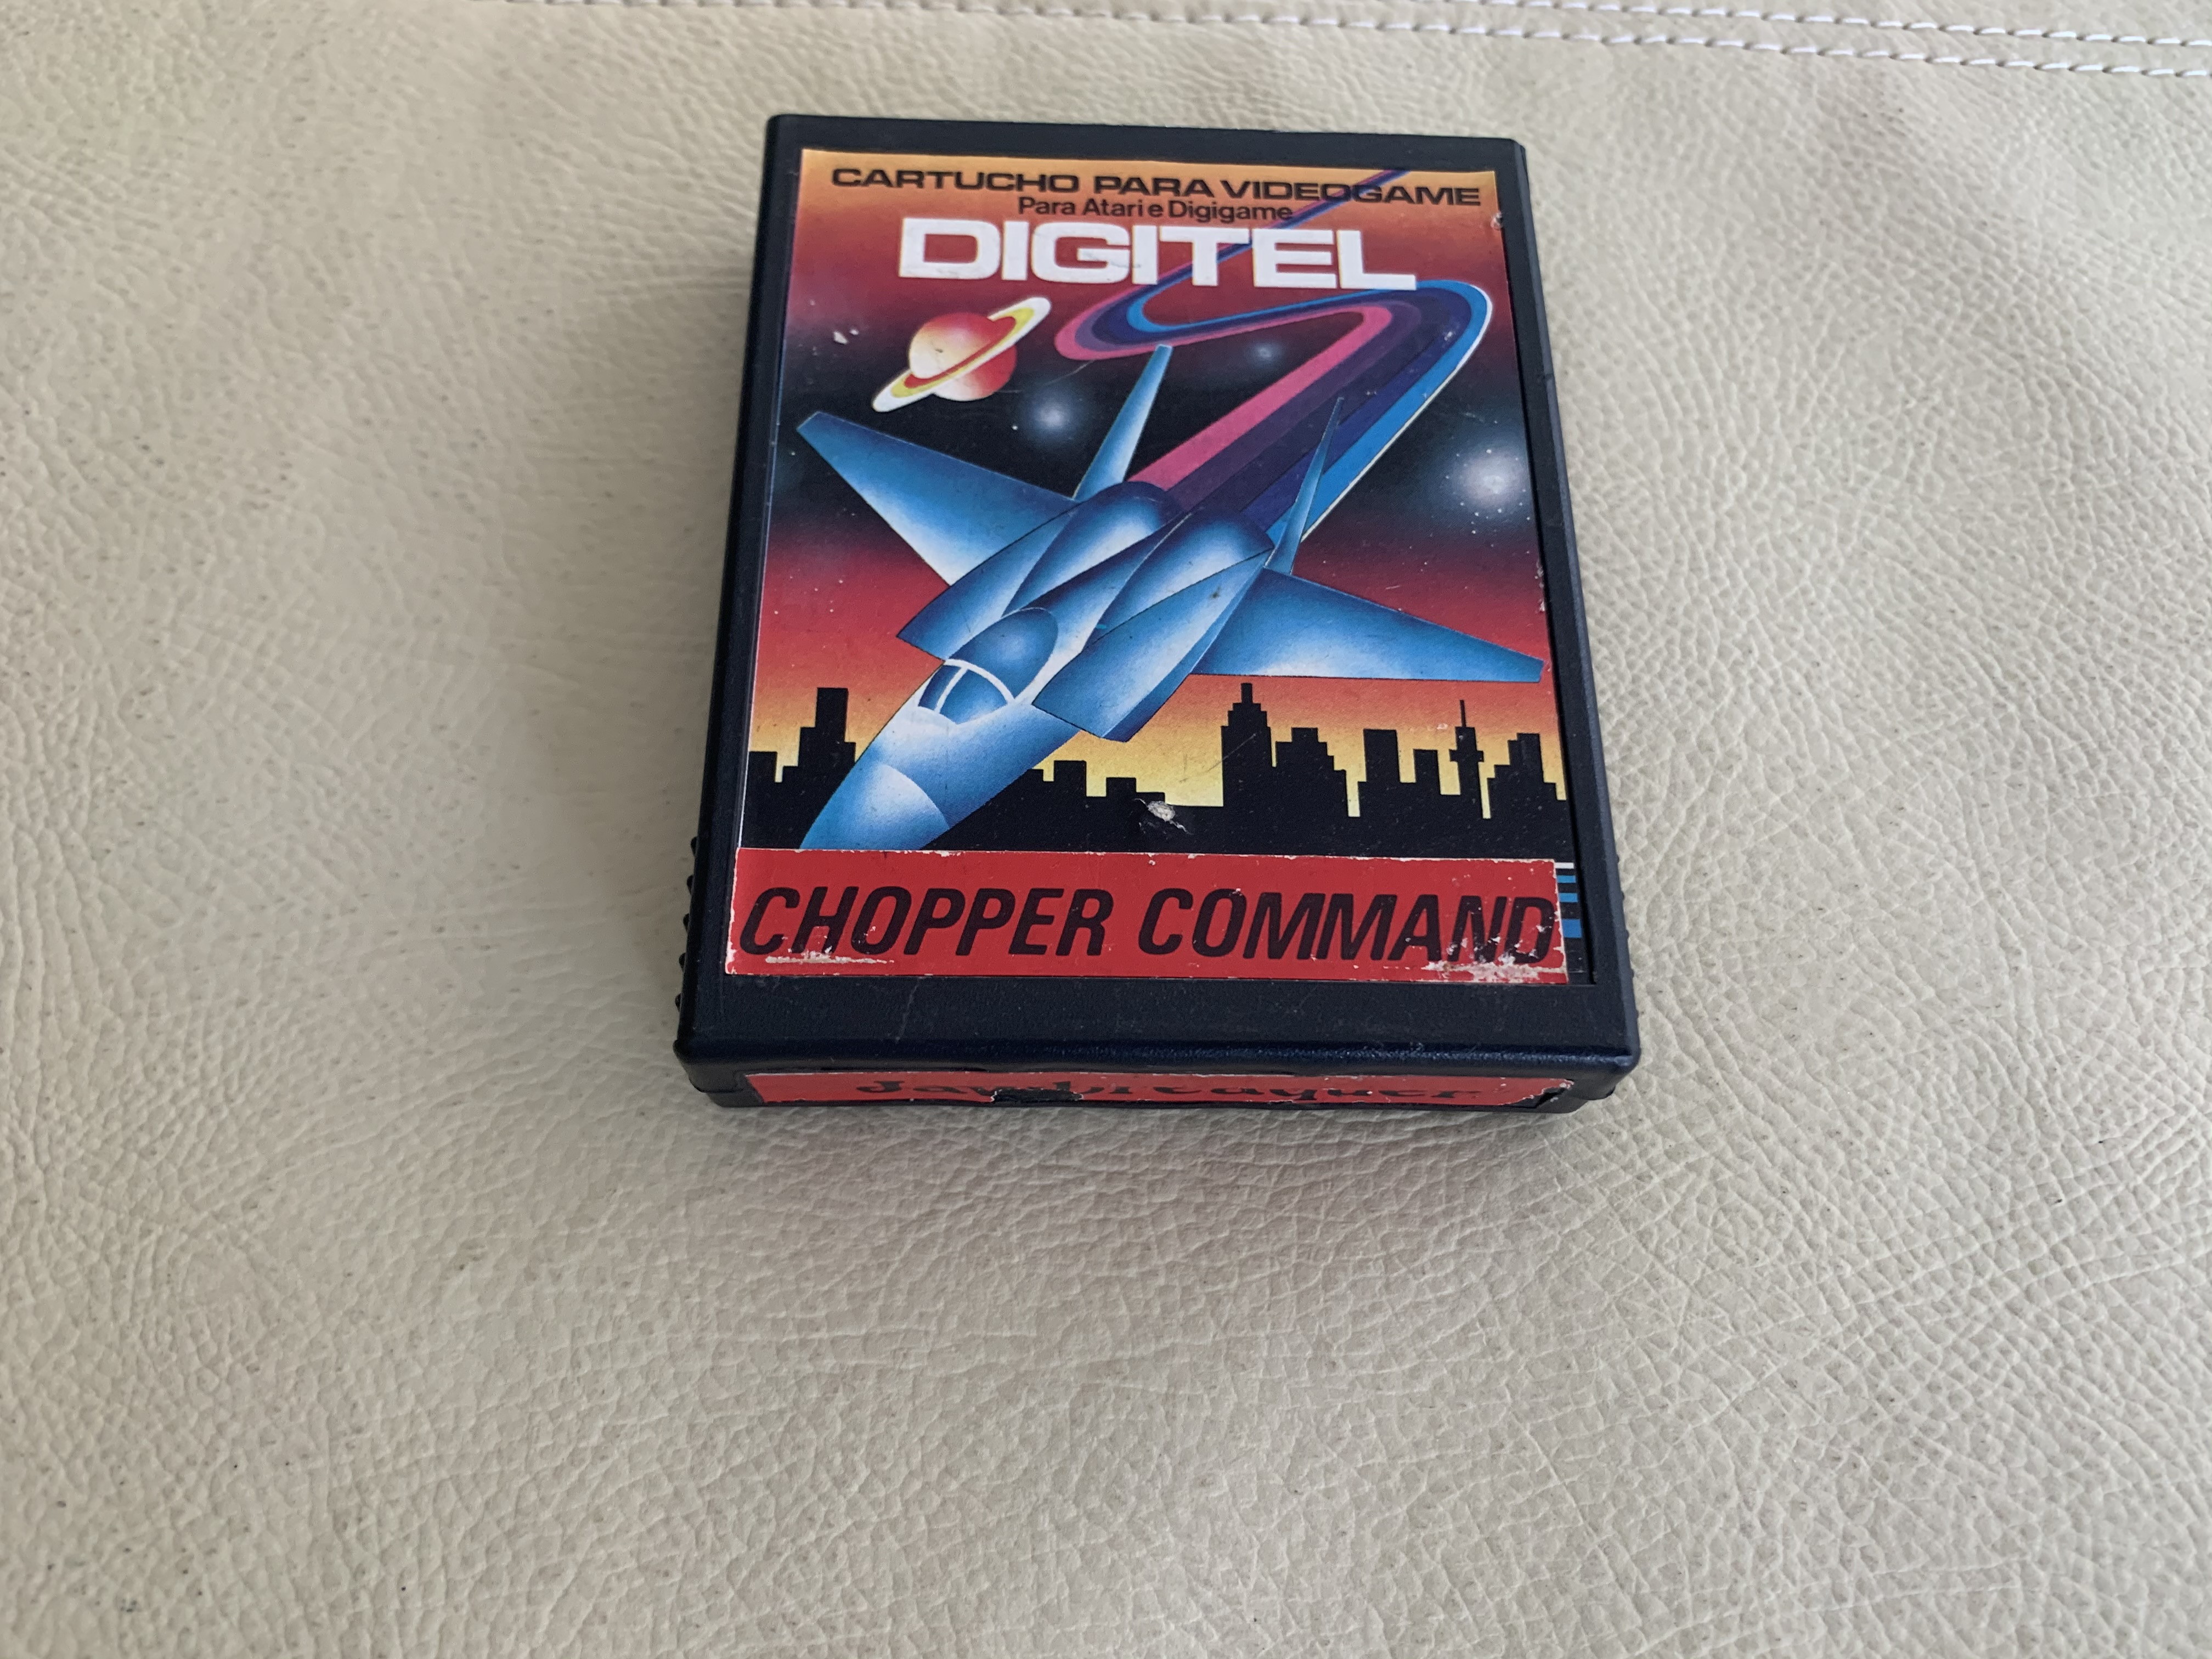 CARTUCHO PARA VIDEOGAME
Para Atari e Digigame
DIGITEL
CHOPPER COMMAND